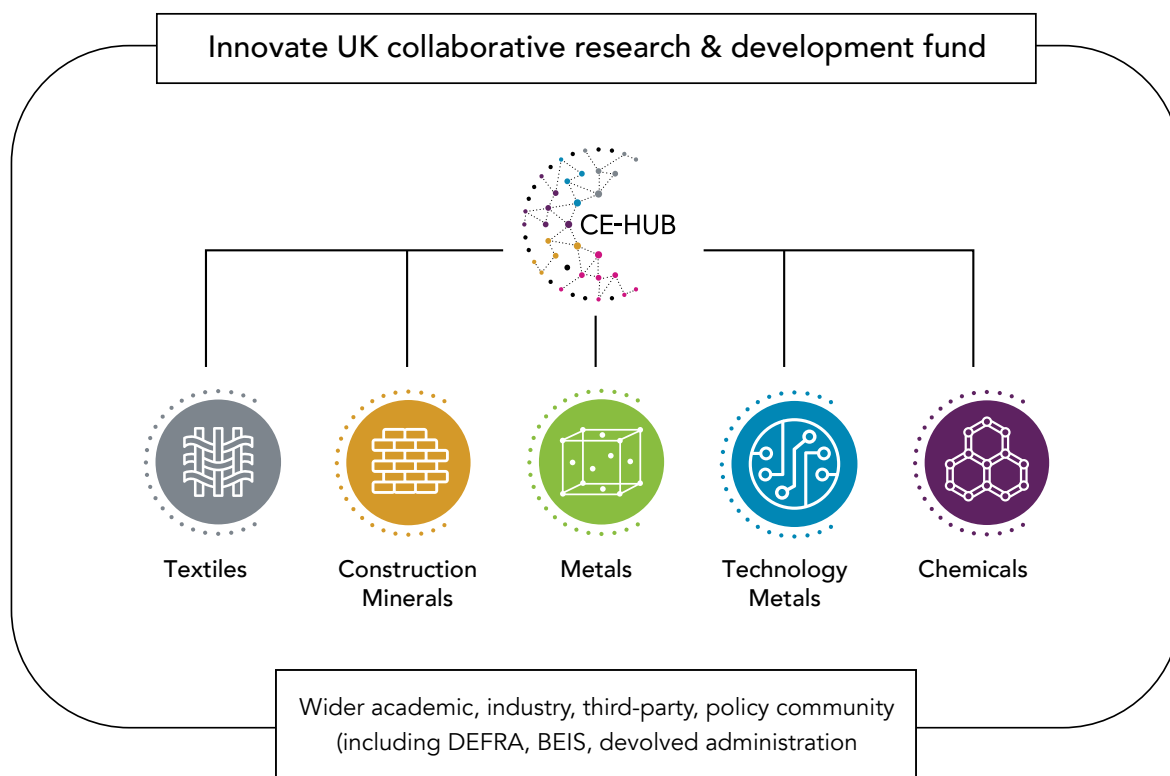 Innovate UK collaborative research & development fund
CE-HUB
Textiles
Construction
Minerals
Metals
Technology
Metals
Chemicals
Wider academic, industry, third-party, policy community
(including DEFRA, BEIS, devolved administration